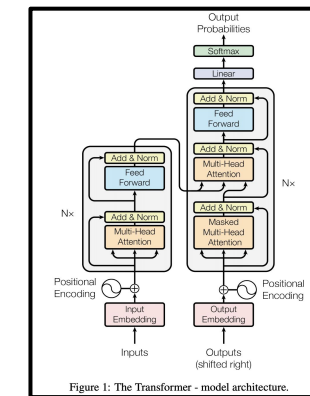 Output
Probabilities
Softmax
Linear
Add & Norm
Feed
Forward
Add & Norm
Multi-Head
Attention
Add & Norm
Masked
Multi-Head
Attention
Nx
Add & Norm
Feed
Forward
Add & Norm
Multi-Head
Attention
Nx
Positional
Encoding
Positional
Encoding
Input
Embedding
Output
Embedding
Inputs
Outputs
(shifted right)
Figure 1: The Transformer - model architecture.